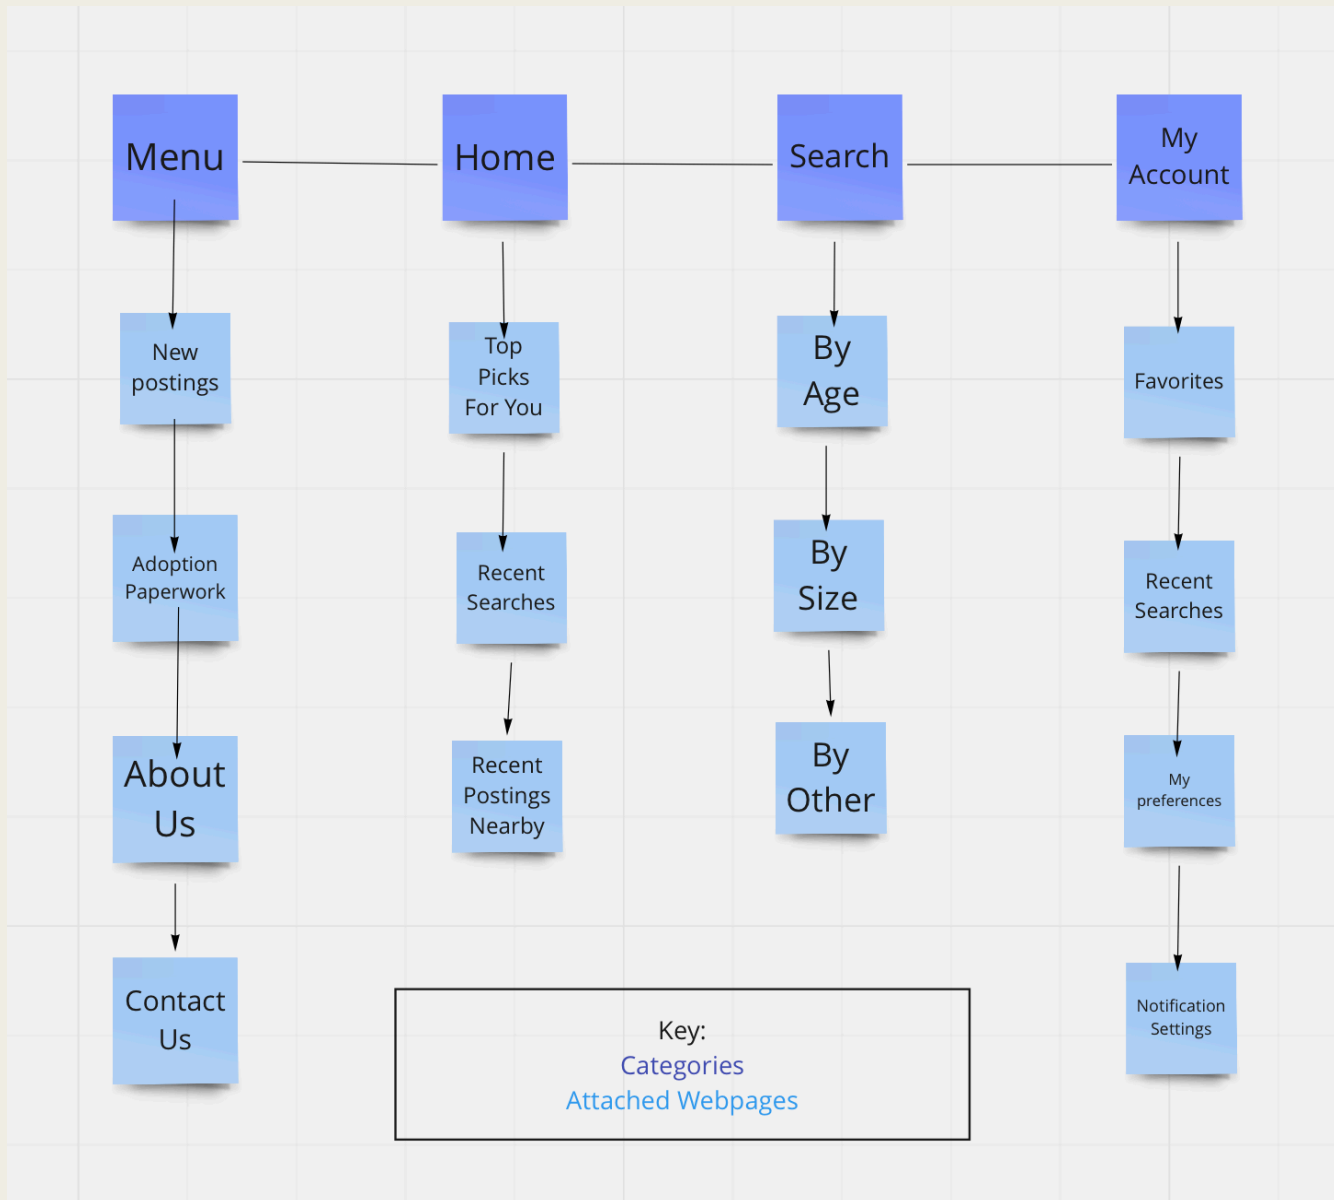 Menu
Home
Search
My
Account
New
postings
Top
Picks
For You
By
Age
Favorites
Adoption
Paperwork
Recent
Searches
By
Size
Recent
Searches
About
Us
Recent
Postings
Nearby
By
Other
My
preferences
Contact
Us
Notification
Settings
Key:
Categories
Attached Webpages